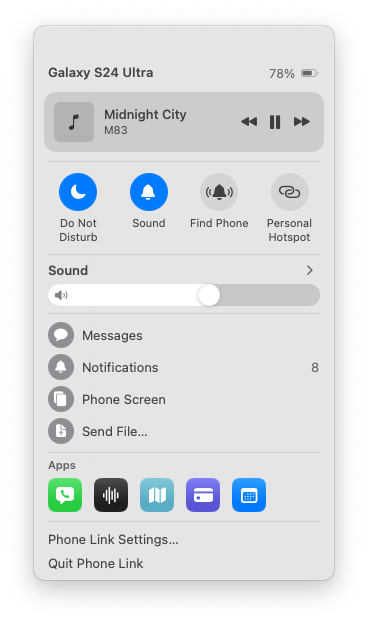 Galaxy S24 Ultra 78%
Midnight City
M83
Do Not
Disturb
Sound
Find Phone
Personal
Hotspot
Sound
Messages
Notifications 8
Phone Screen
Send File...
Apps
Phone Link Settings...
Quit Phone Link